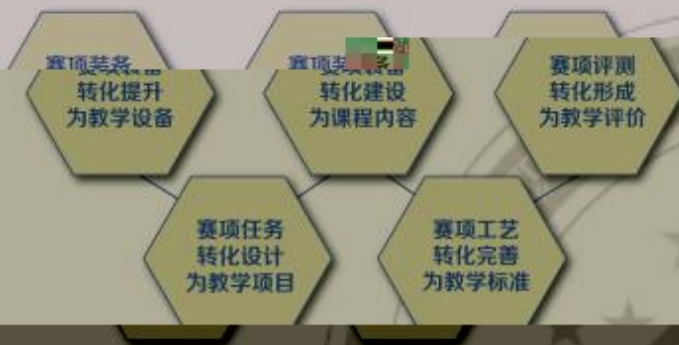 赛项装备
转化提升
为教学设备
赛项装
转化建设
为课程内容
赛项评测
转化形成
为教学评价
赛项任务
转化设计
为教学项目
赛项工艺
转化完善
为教学标准